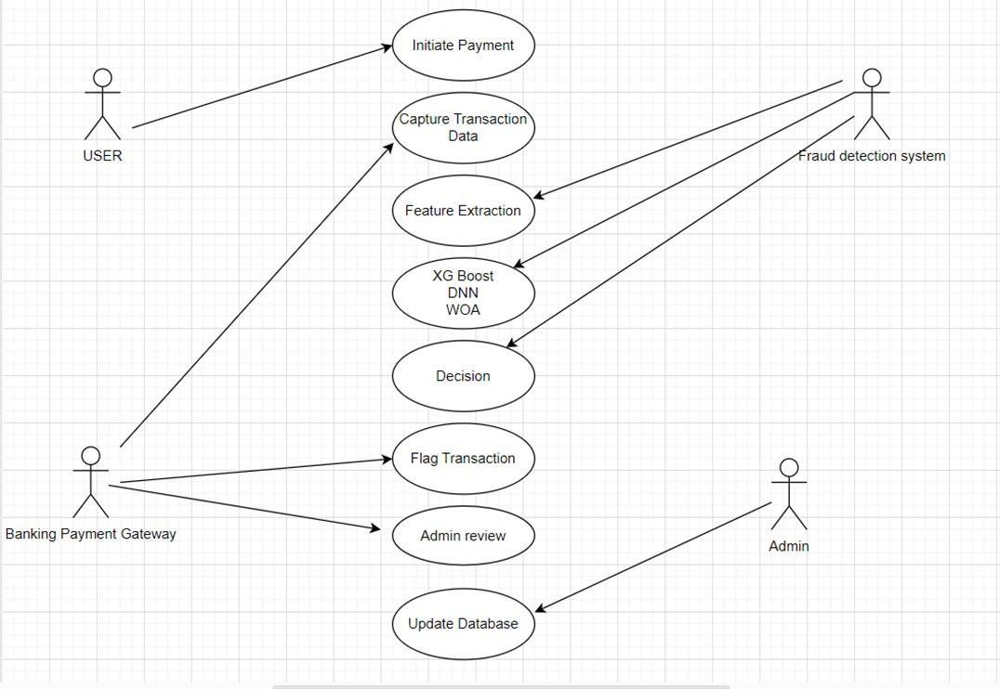 Initiate Payment
USER
Capture Transaction
Data
Fraud detection system
Feature Extraction
XG Boost
DNN
WOA
Decision
Flag Transaction
Banking Payment Gateway
Admin review
Admin
Update Database